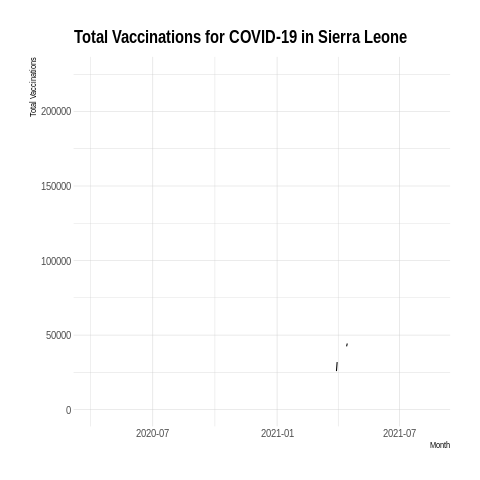 Total Vaccinations for COVID-19 in Sierra Leone
Total Vaccinations
200000
150000
100000
50000
0
2020-07
2021-01
2021-07
Month